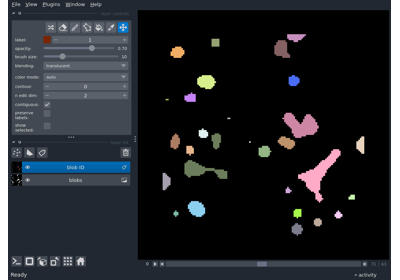 File View Plugins Window Help
label: 1
opacity: 0.70
brush size: 10
blending: translucent
color mode: auto
contour: 0
n edit dim: 2
contiguous:
preserve
labels:
show
selected:
blob ID
blobs
0
Ready
activity